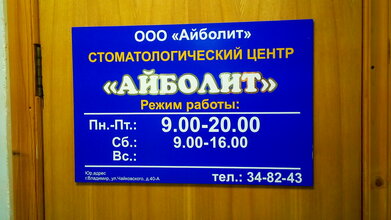 ООО «Айболит»
СТОМАТОЛОГИЧЕСКИЙ ЦЕНТР
«АЙБОЛИТ»
Режим работы:
Пн.-Пт.: 9.00-20.00
Сб.: 9.00-16.00
Вс.:
Юр.адрес
г.Владимир, ул.Чайковского, д.40-А
тел.: 34-82-43